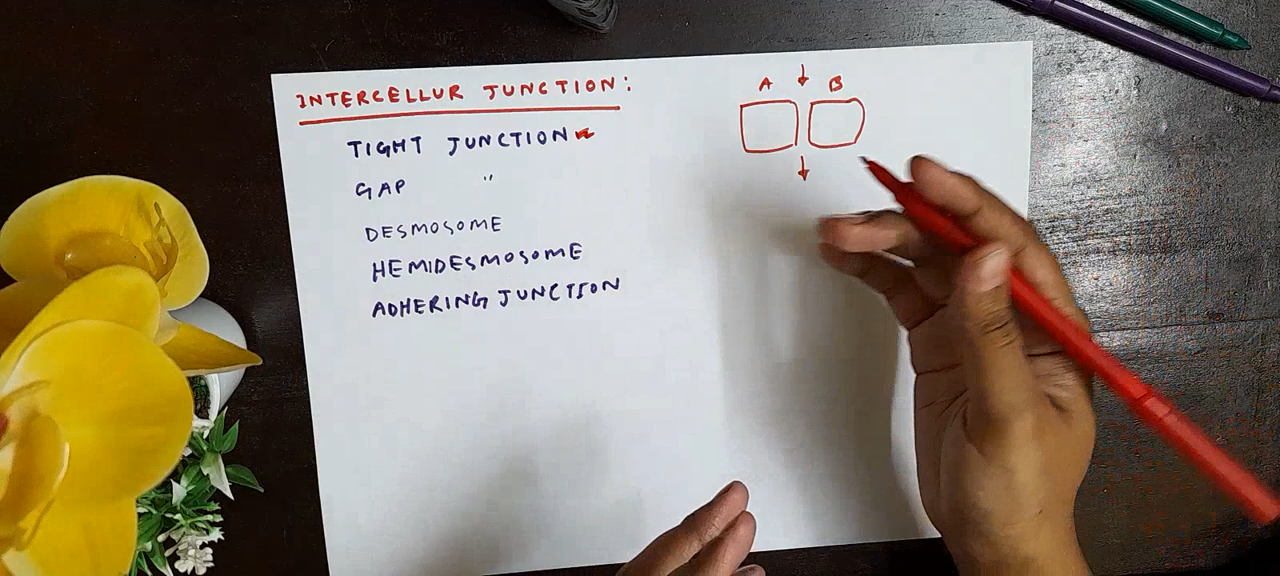 INTERCELLUR JUNCTION:
TIGHT JUNCTION
GAP "
DESMOSOME
HEMIDESMOSOME
ADHERING JUNCTION
A B